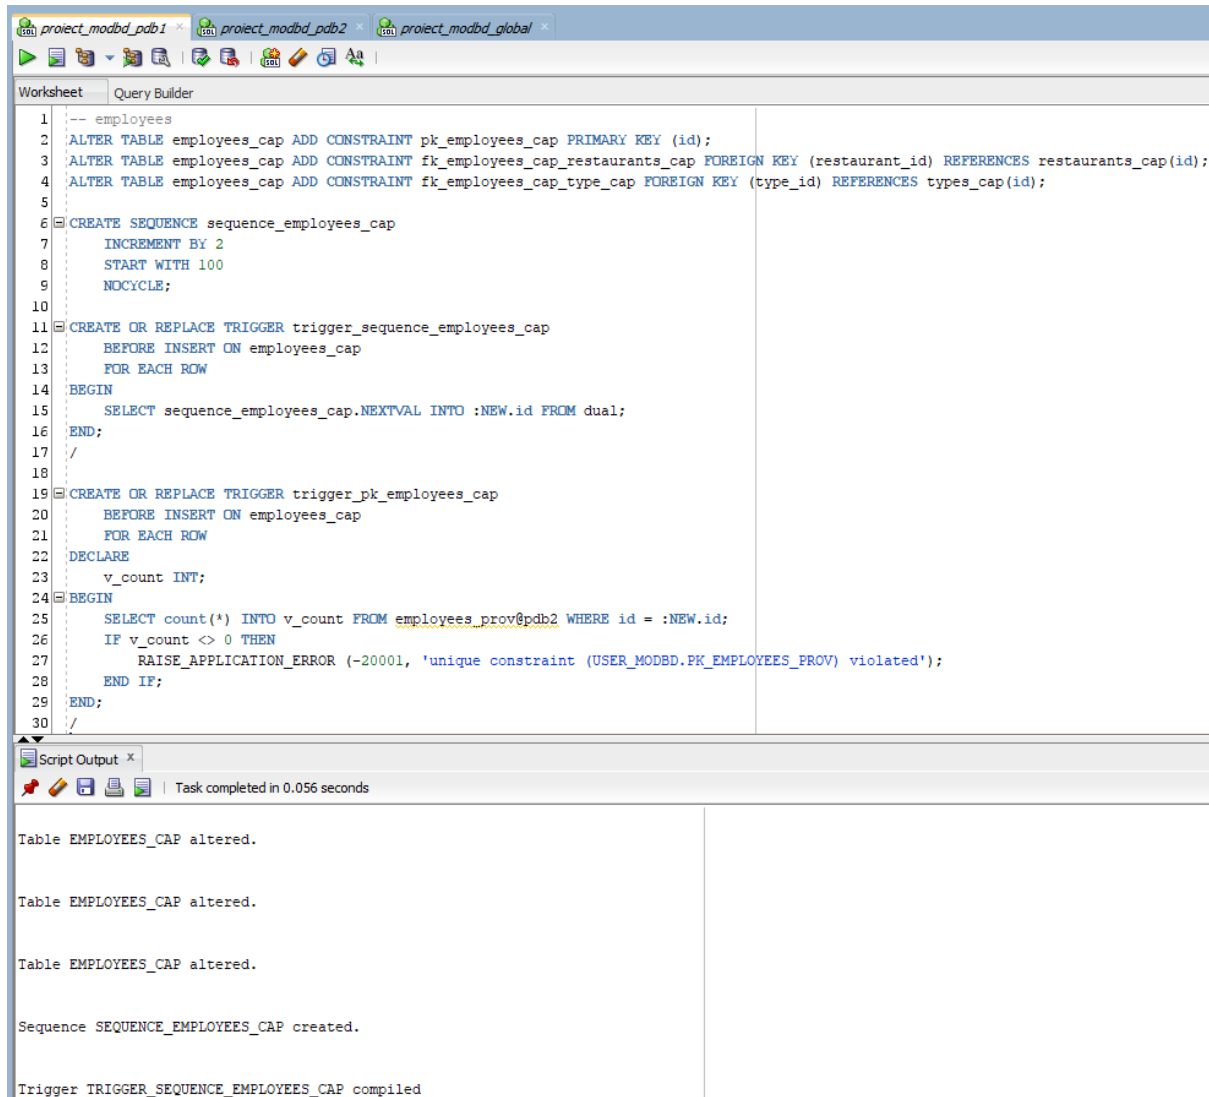 proiect_modbd_pdb1 × proiect_modbd_pdb2 × proiect_modbd_global ×
Worksheet Query Builder
1 -- employees
2 ALTER TABLE employees_cap ADD CONSTRAINT pk_employees_cap PRIMARY KEY (id);
3 ALTER TABLE employees_cap ADD CONSTRAINT fk_employees_cap_restaurants_cap FOREIGN KEY (restaurant_id) REFERENCES restaurants_cap(id);
4 ALTER TABLE employees_cap ADD CONSTRAINT fk_employees_cap_type_cap FOREIGN KEY (type_id) REFERENCES types_cap(id);
5
6 CREATE SEQUENCE sequence_employees_cap
7 INCREMENT BY 2
8 START WITH 100
9 NOCYCLE;
10
11 CREATE OR REPLACE TRIGGER trigger_sequence_employees_cap
12 BEFORE INSERT ON employees_cap
13 FOR EACH ROW
14 BEGIN
15 SELECT sequence_employees_cap.NEXTVAL INTO :NEW.id FROM dual;
16 END;
17 /
18
19 CREATE OR REPLACE TRIGGER trigger_pk_employees_cap
20 BEFORE INSERT ON employees_cap
21 FOR EACH ROW
22 DECLARE
23 v_count INT;
24 BEGIN
25 SELECT count(*) INTO v_count FROM employees_prov@pdb2 WHERE id = :NEW.id;
26 IF v_count <> 0 THEN
27 RAISE_APPLICATION_ERROR (-20001, 'unique constraint (USER_MODBD.PK_EMPLOYEES_PROV) violated');
28 END IF;
29 END;
30 /
Script Output ×
Task completed in 0.056 seconds
Table EMPLOYEES_CAP altered.
Table EMPLOYEES_CAP altered.
Table EMPLOYEES_CAP altered.
Sequence SEQUENCE_EMPLOYEES_CAP created.
Trigger TRIGGER_SEQUENCE_EMPLOYEES_CAP compiled